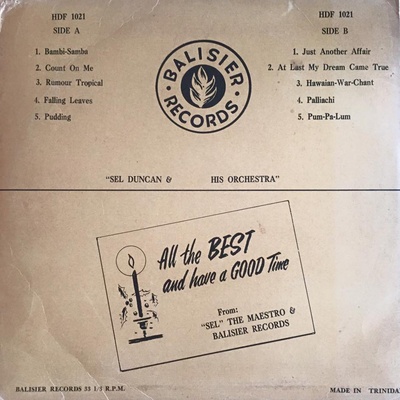 HDF 1021
SIDE A
1. Bambi-Samba
2. Count On Me
3. Rumour Tropical
4. Falling Leaves
5. Pudding
BALISIER
RECORDS
HDF 1021
SIDE B
1. Just Another Affair
2. At Last My Dream Came True
3. Hawaian-War-Chant
4. Palliachi
5. Pum-Pa-Lum
"SEL DUNCAN & HIS ORCHESTRA"
All the BEST
and have a GOOD Time
From:
"SEL" THE MAESTRO &
BALISIER RECORDS
BALISIER RECORDS 33 1/3 R.P.M.
MADE IN TRINIDA